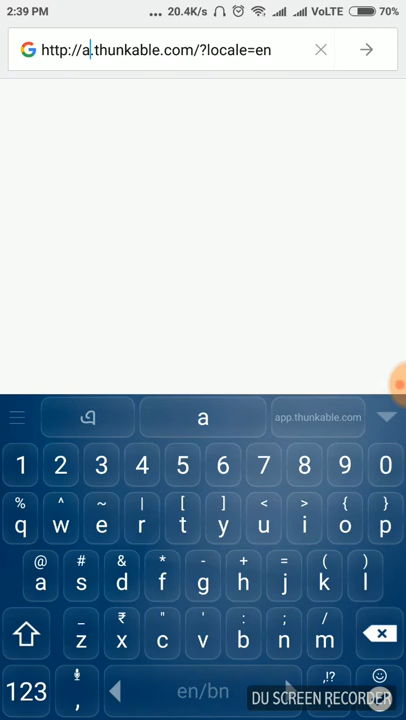 2:39 PM ... 20.4K/s VoLTE 70%
G http://a.thunkable.com/?locale=en
এ a app.thunkable.com
1 2 3 4 5 6 7 8 9 0
% ^ ~ | [ ] < > { }
q w e r t y u i o p
@ # & * - + = ( )
a s d f g h j k l
_ ₹ " ' : ; /
z x c v b n m
123 , en/bn ,!?
DU SCREEN RECORDER